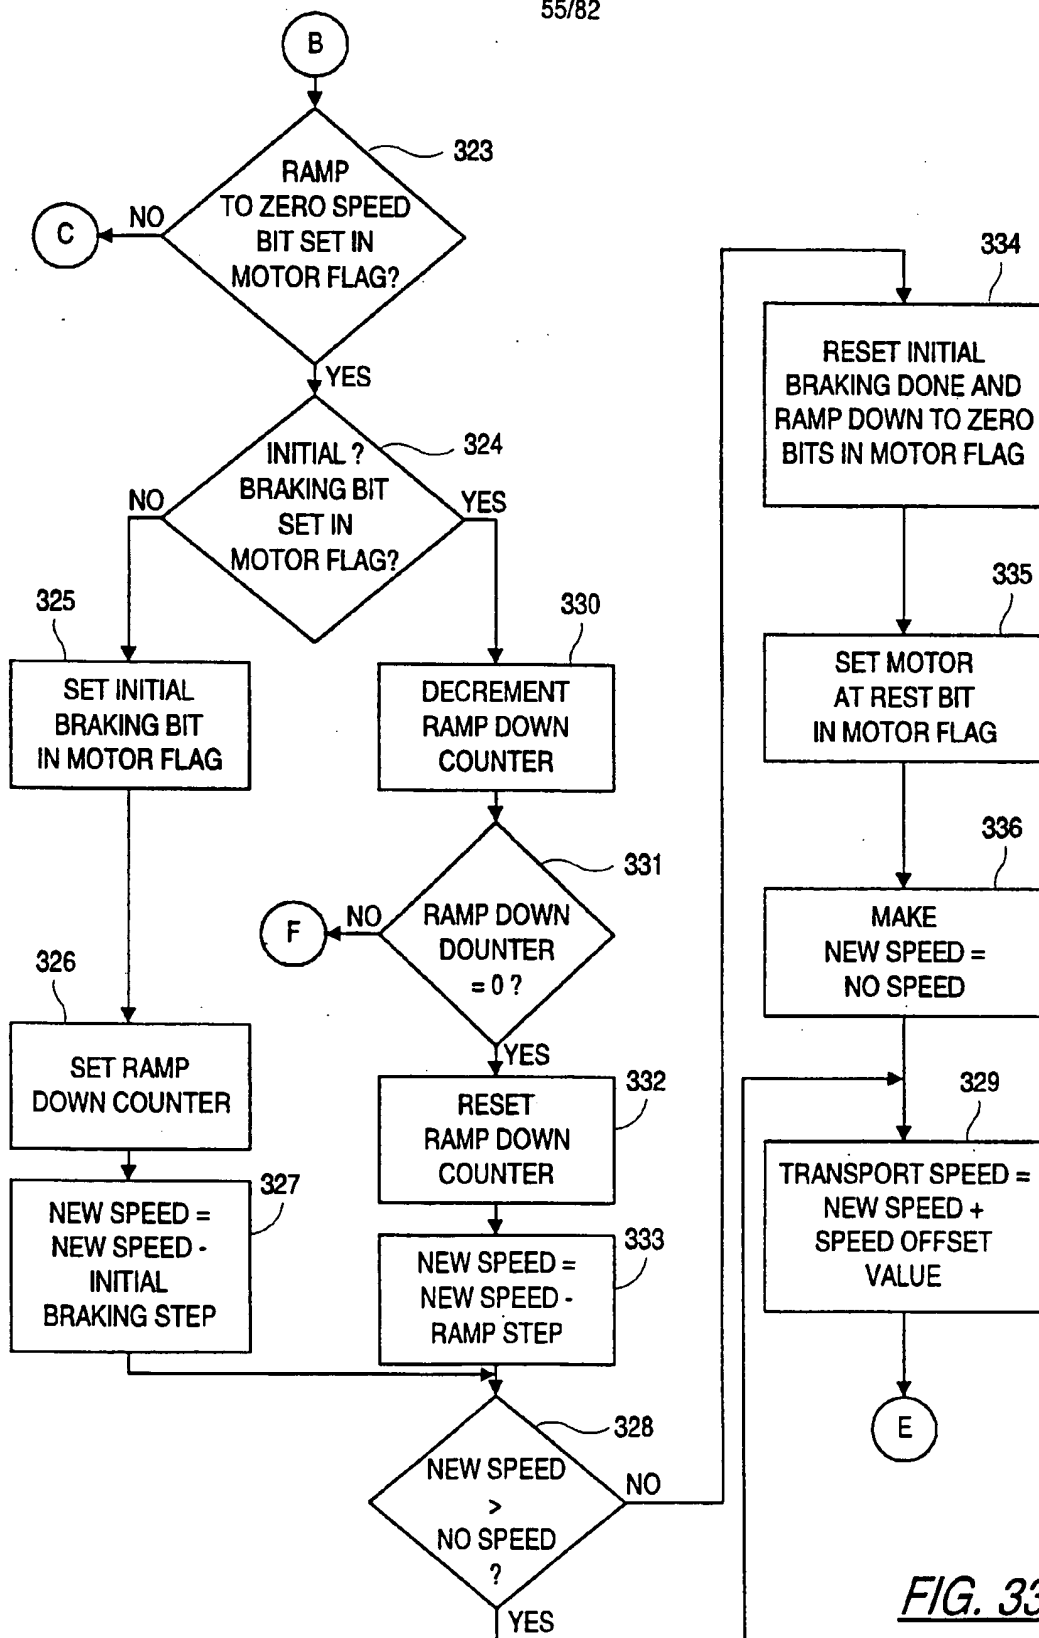 55/82
B
323
RAMP
TO ZERO SPEED
BIT SET IN
MOTOR FLAG?
NO
C
YES
324
INITIAL ?
BRAKING BIT
SET IN
MOTOR FLAG?
NO
YES
325
SET INITIAL
BRAKING BIT
IN MOTOR FLAG
326
SET RAMP
DOWN COUNTER
327
NEW SPEED =
NEW SPEED -
INITIAL
BRAKING STEP
330
DECREMENT
RAMP DOWN
COUNTER
331
RAMP DOWN
DOUNTER
= 0 ?
NO
F
YES
332
RESET
RAMP DOWN
COUNTER
333
NEW SPEED =
NEW SPEED -
RAMP STEP
328
NEW SPEED
>
NO SPEED
?
NO
YES
334
RESET INITIAL
BRAKING DONE AND
RAMP DOWN TO ZERO
BITS IN MOTOR FLAG
335
SET MOTOR
AT REST BIT
IN MOTOR FLAG
336
MAKE
NEW SPEED =
NO SPEED
329
TRANSPORT SPEED =
NEW SPEED +
SPEED OFFSET
VALUE
E
FIG. 33